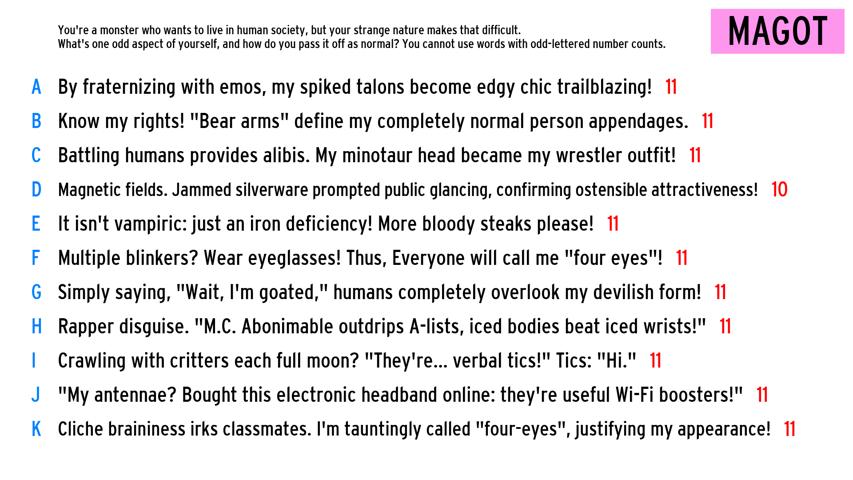 You're a monster who wants to live in human society, but your strange nature makes that difficult.
What's one odd aspect of yourself, and how do you pass it off as normal? You cannot use words with odd-lettered number counts.
MAGOT
A By fraternizing with emos, my spiked talons become edgy chic trailblazing! 11
B Know my rights! "Bear arms" define my completely normal person appendages. 11
C Battling humans provides alibis. My minotaur head became my wrestler outfit! 11
D Magnetic fields. Jammed silverware prompted public glancing, confirming ostensible attractiveness! 10
E It isn't vampiric: just an iron deficiency! More bloody steaks please! 11
F Multiple blinkers? Wear eyeglasses! Thus, Everyone will call me "four eyes"! 11
G Simply saying, "Wait, I'm goated," humans completely overlook my devilish form! 11
H Rapper disguise. "M.C. Abonimable outdrips A-lists, iced bodies beat iced wrists!" 11
I Crawling with critters each full moon? "They're... verbal tics!" Tics: "Hi." 11
J "My antennae? Bought this electronic headband online: they're useful Wi-Fi boosters!" 11
K Cliche braininess irks classmates. I'm tauntingly called "four-eyes", justifying my appearance! 11